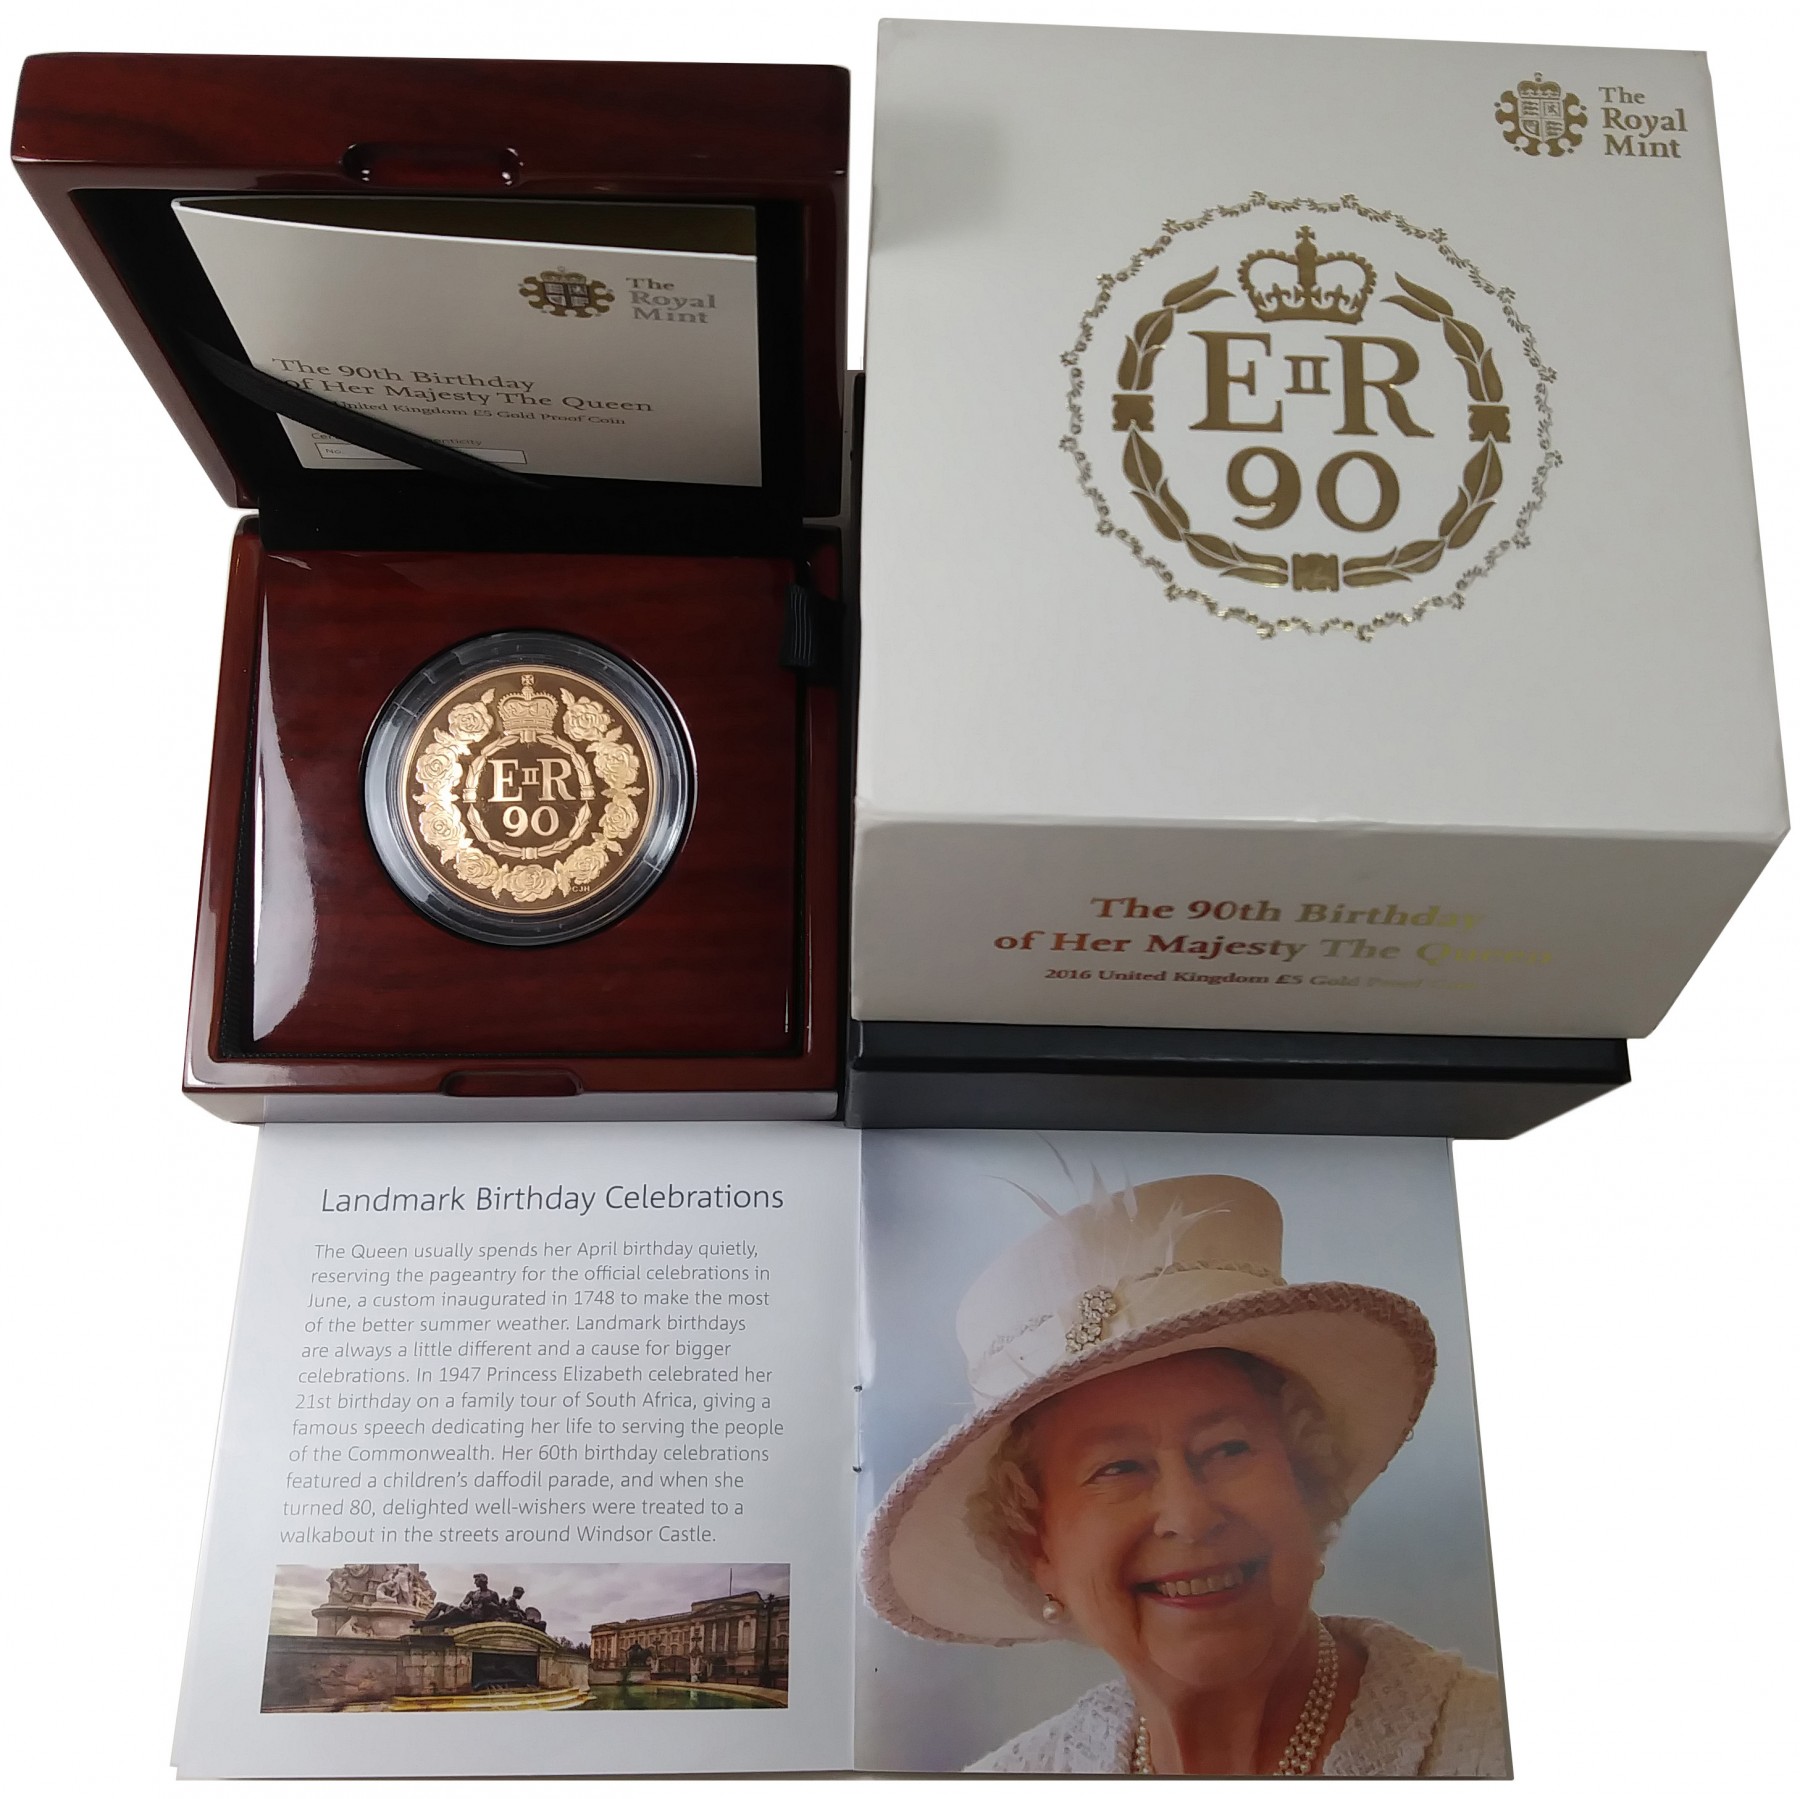 The
Royal
Mint
The 90th Birthday
of Her Majesty The Queen
United Kingdom £5 Gold Proof Coin
No.
EIIR
90
CJH
The
Royal
Mint
EIIR
90
The 90th Birthday
of Her Majesty The Queen
2016 United Kingdom £5 Gold Proof Coin
Landmark Birthday Celebrations
The Queen usually spends her April birthday quietly,
reserving the pageantry for the official celebrations in
June, a custom inaugurated in 1748 to make the most
of the better summer weather. Landmark birthdays
are always a little different and a cause for bigger
celebrations. In 1947 Princess Elizabeth celebrated her
21st birthday on a family tour of South Africa, giving a
famous speech dedicating her life to serving the people
of the Commonwealth. Her 60th birthday celebrations
featured a children's daffodil parade, and when she
turned 80, delighted well-wishers were treated to a
walkabout in the streets around Windsor Castle.